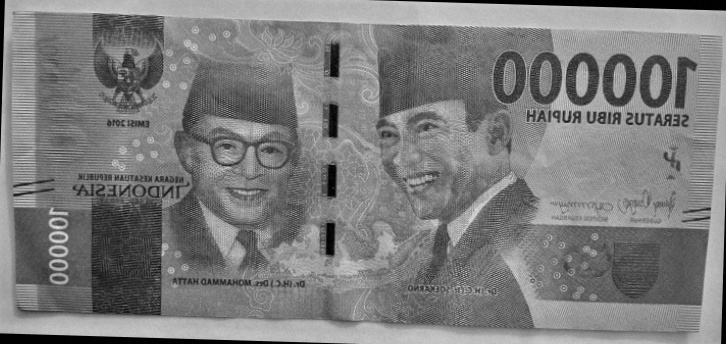 100000
SERATUS RIBU RUPIAH
EMISI 2016
NEGARA KESATUAN REPUBLIK
INDONESIA
GUBERNUR
MENTERI KEUANGAN
100000
Dr. (H.C.) Drs. MOHAMMAD HATTA
Dr. (H.C.) Ir. SOEKARNO